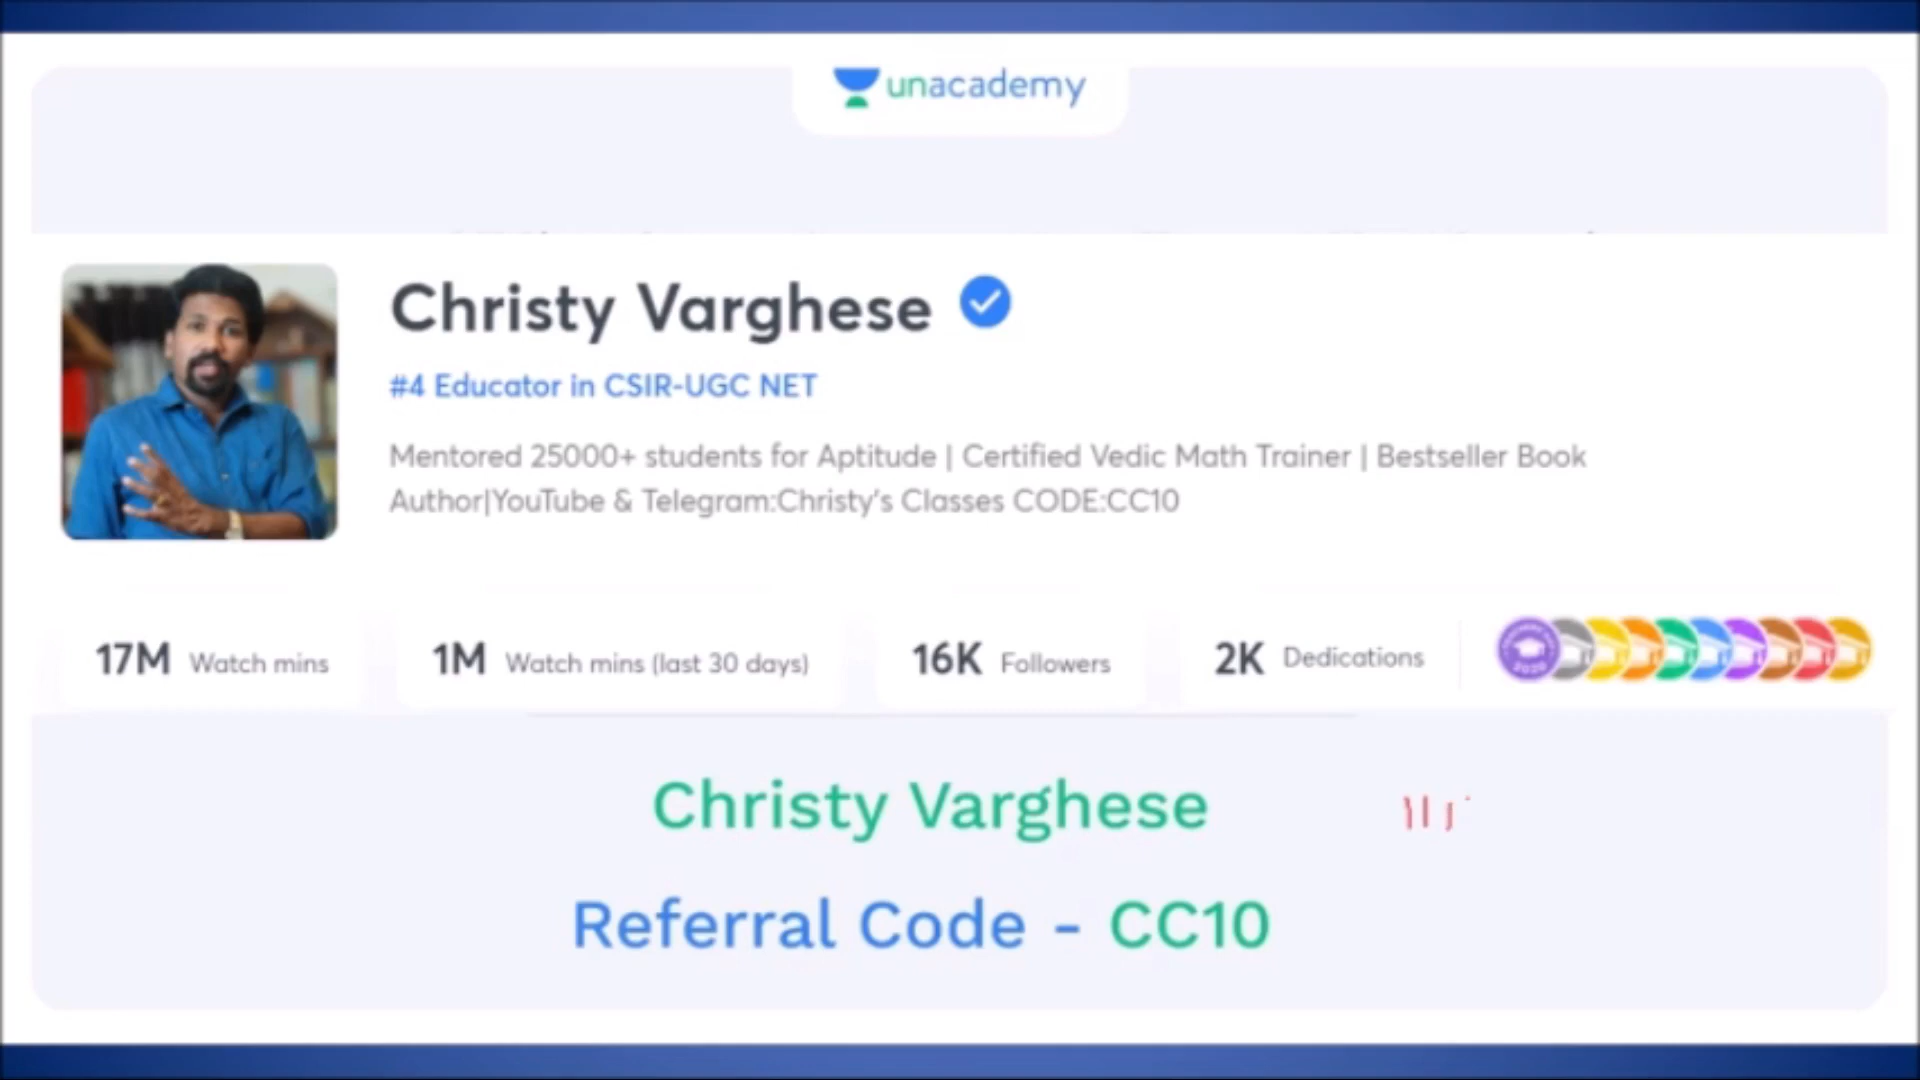 unacademy
Christy Varghese
#4 Educator in CSIR-UGC NET
Mentored 25000+ students for Aptitude | Certified Vedic Math Trainer | Bestseller Book
Author|YouTube & Telegram:Christy's Classes CODE:CC10
17M Watch mins
1M Watch mins (last 30 days)
16K Followers
2K Dedications
2020
Christy Varghese
Referral Code - CC10